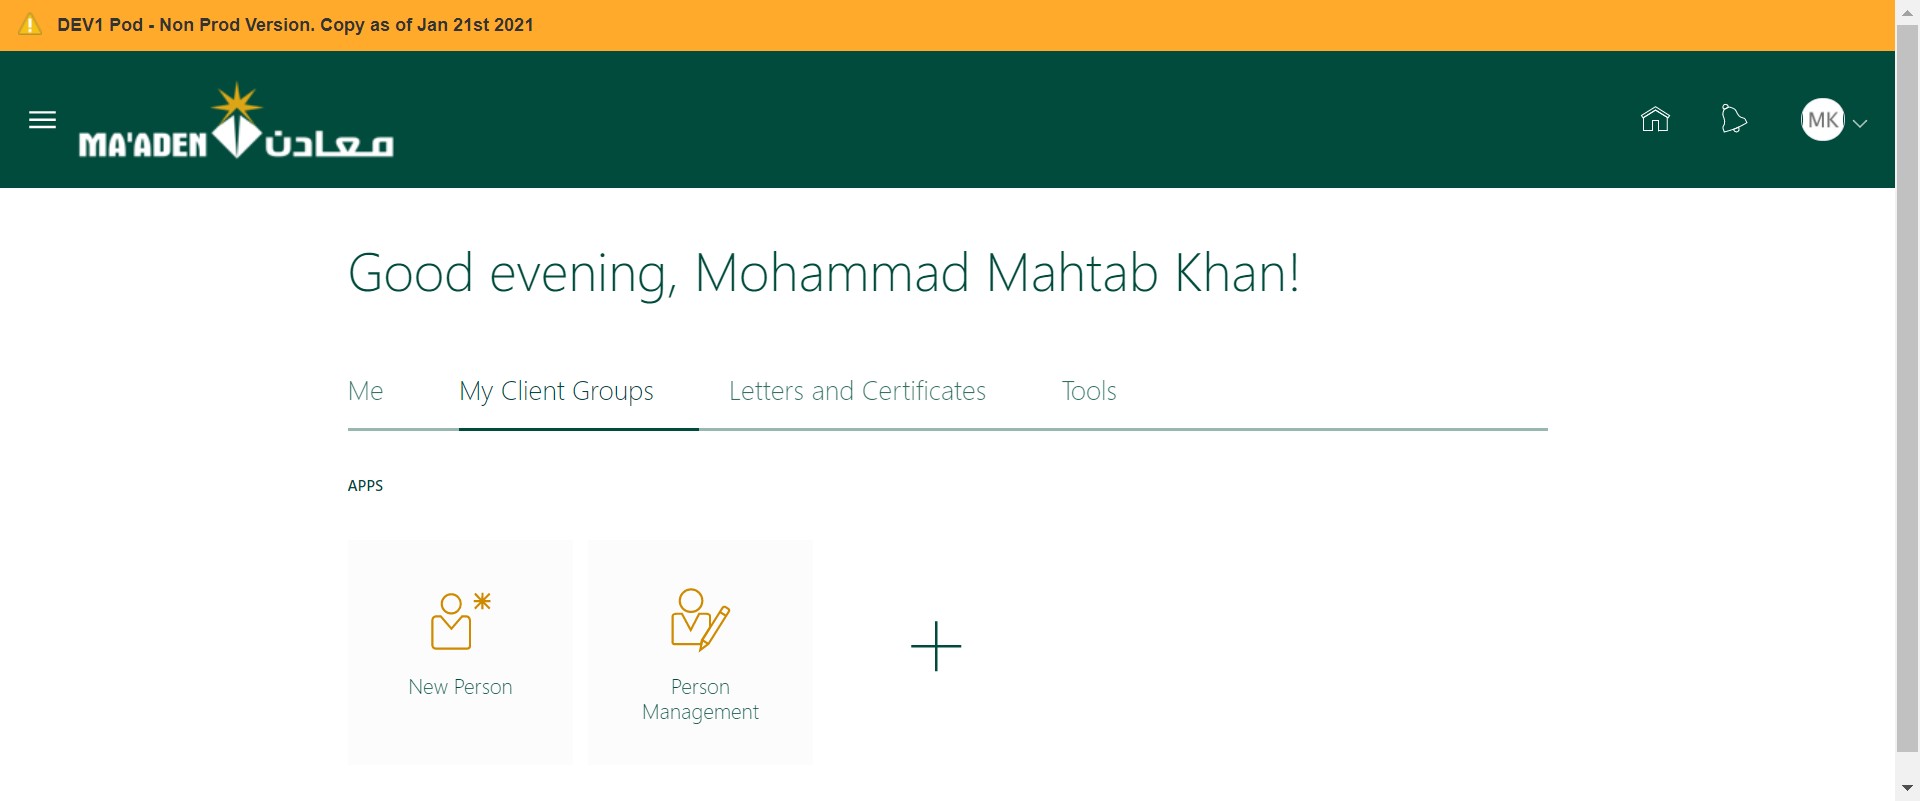 DEV1 Pod - Non Prod Version. Copy as of Jan 21st 2021
MA'ADEN معادن
MK
Good evening, Mohammad Mahtab Khan!
Me My Client Groups Letters and Certificates Tools
APPS
New Person
Person
Management